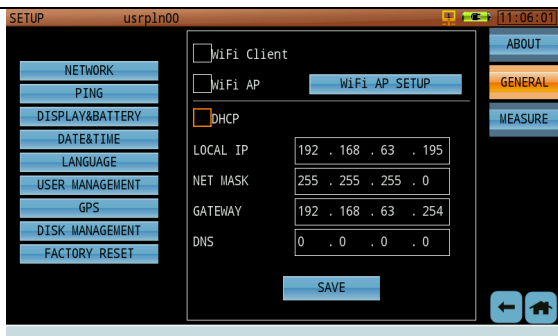 SETUP usrpln00 11:06:01
NETWORK
PING
DISPLAY&BATTERY
DATE&TIME
LANGUAGE
USER MANAGEMENT
GPS
DISK MANAGEMENT
FACTORY RESET
WiFi Client
WiFi AP WiFi AP SETUP
DHCP
LOCAL IP 192 . 168 . 63 . 195
NET MASK 255 . 255 . 255 . 0
GATEWAY 192 . 168 . 63 . 254
DNS 0 . 0 . 0 . 0
SAVE
ABOUT
GENERAL
MEASURE